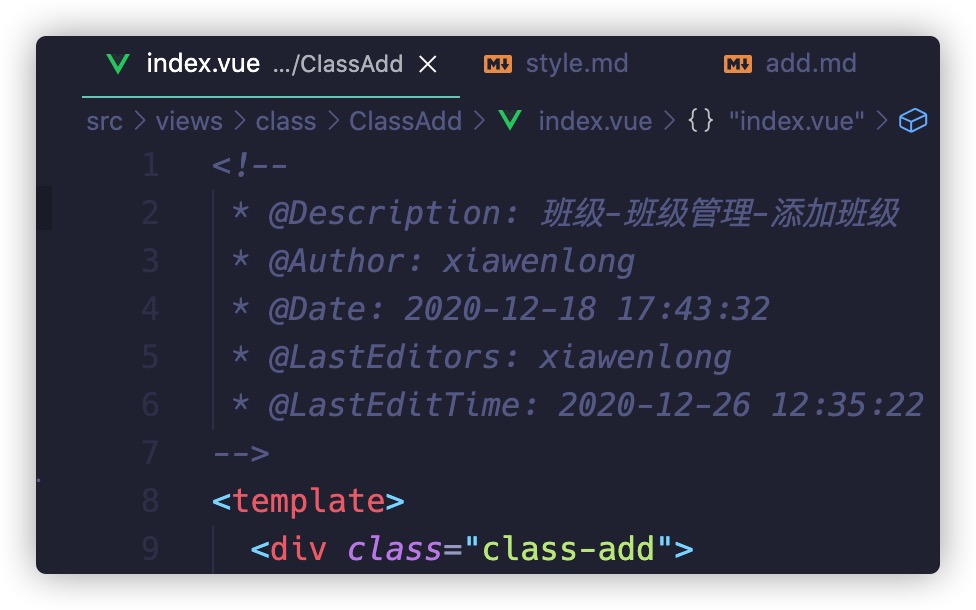 index.vue .../ClassAdd × style.md add.md
src > views > class > ClassAdd > index.vue > {} "index.vue" >
1 <!--
2 * @Description: 班级-班级管理-添加班级
3 * @Author: xiawenlong
4 * @Date: 2020-12-18 17:43:32
5 * @LastEditors: xiawenlong
6 * @LastEditTime: 2020-12-26 12:35:22
7 -->
8 <template>
9 <div class="class-add">